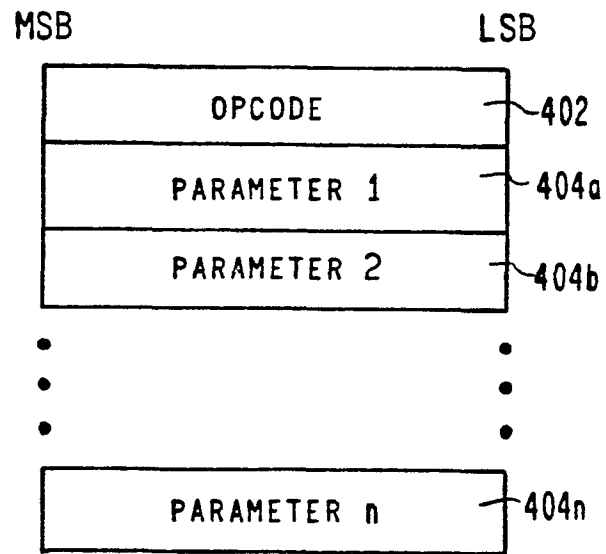 MSB LSB
OPCODE 402
PARAMETER 1 404a
PARAMETER 2 404b
PARAMETER n 404n